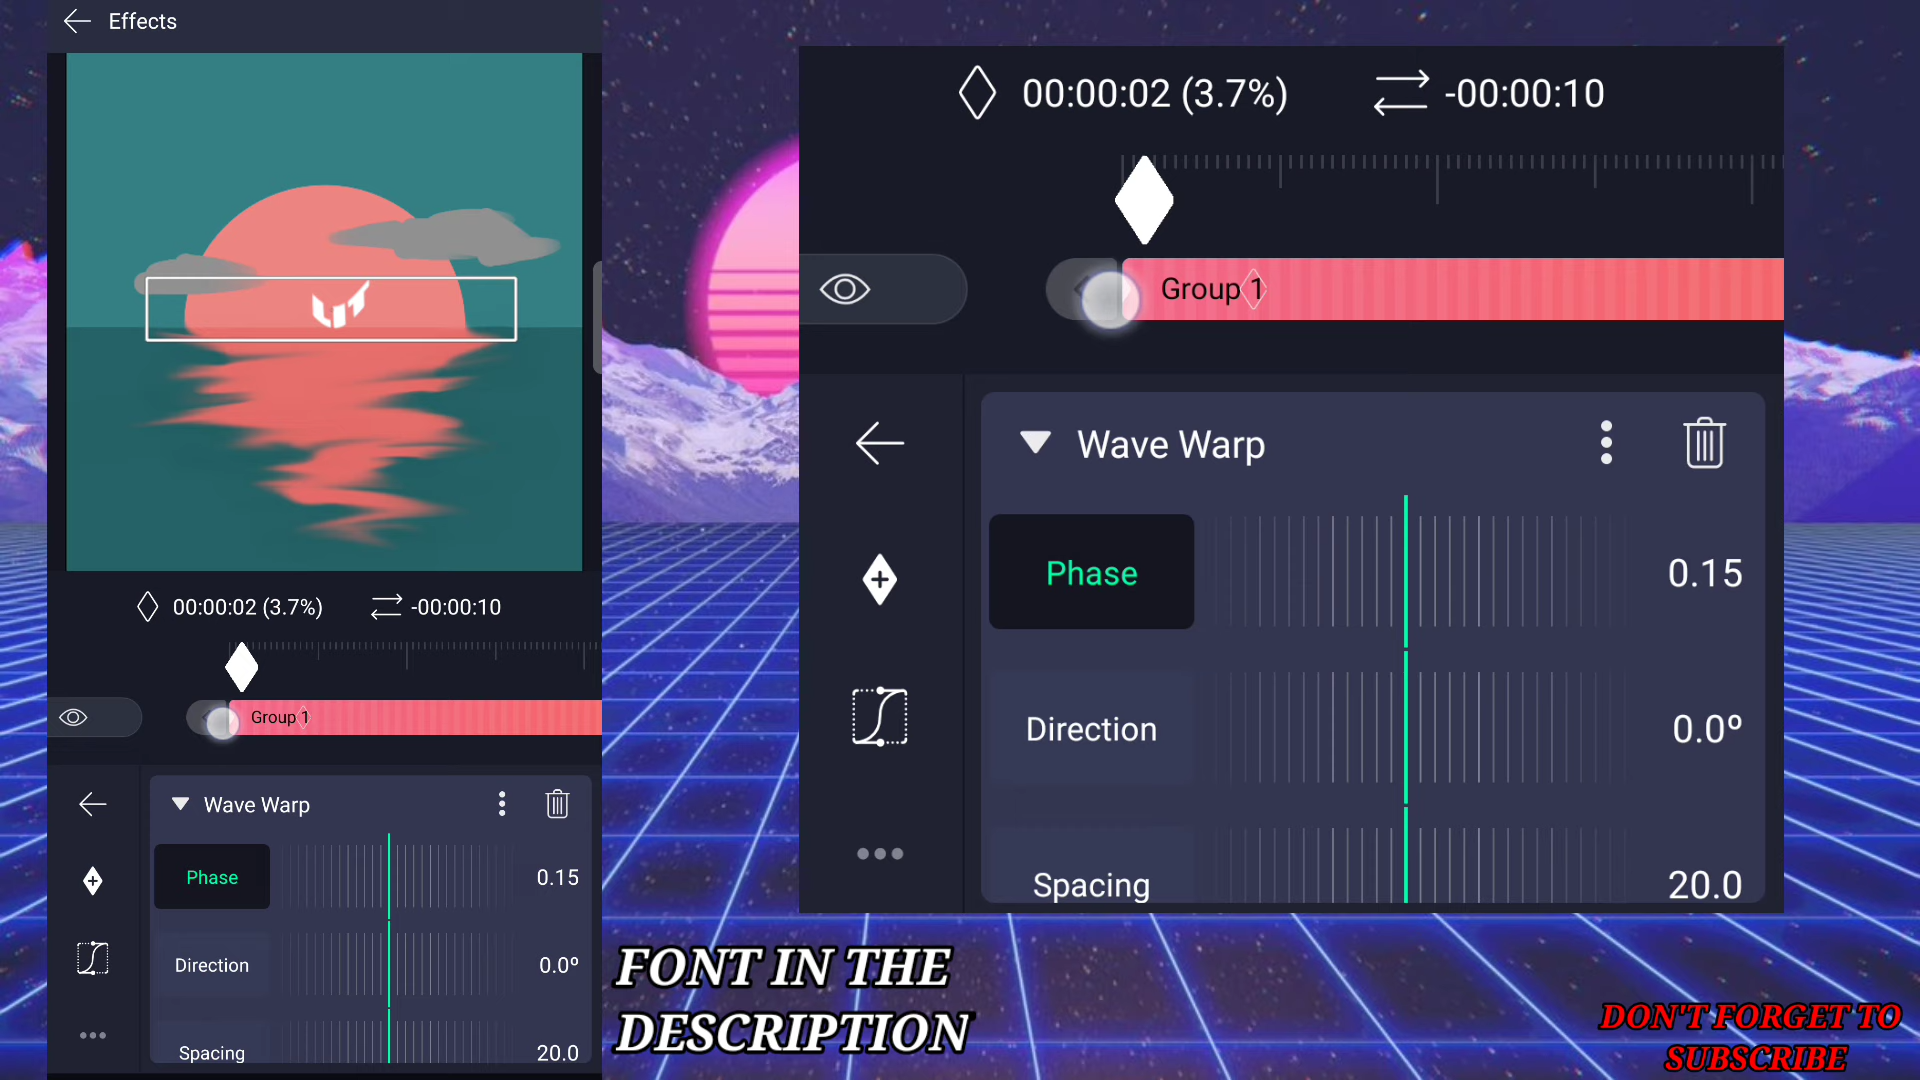 Effects
00:00:02 (3.7%)
-00:00:10
Group 1
Wave Warp
Phase
0.15
Direction
0.0º
Spacing
20.0
00:00:02 (3.7%)
-00:00:10
Group 1
Wave Warp
Phase
0.15
Direction
0.0º
Spacing
20.0
FONT IN THE
DESCRIPTION
DON'T FORGET TO
SUBSCRIBE